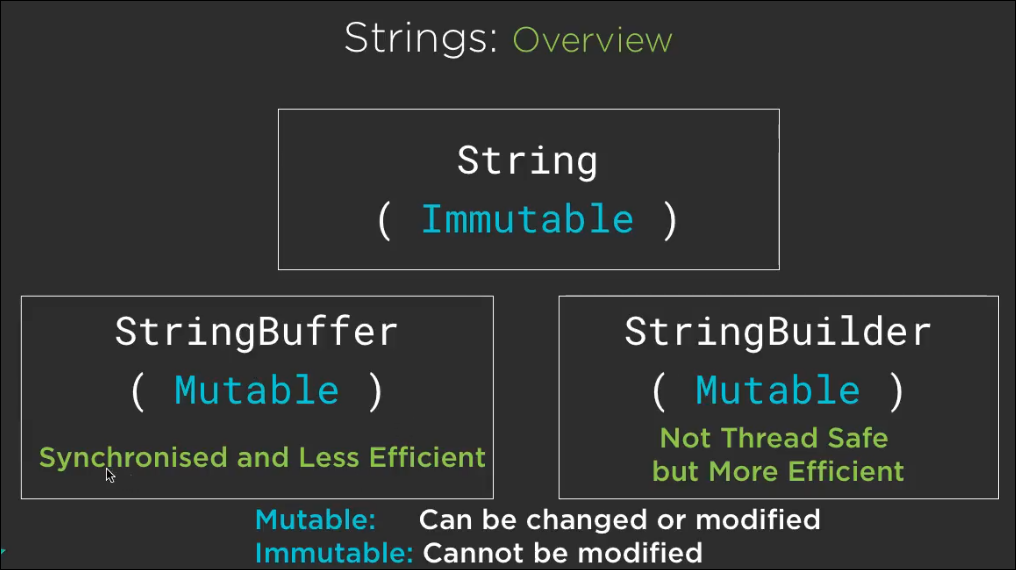 Strings: Overview
String
( Immutable )
StringBuffer
( Mutable )
Synchronised and Less Efficient
StringBuilder
( Mutable )
Not Thread Safe
but More Efficient
Mutable: Can be changed or modified
Immutable: Cannot be modified